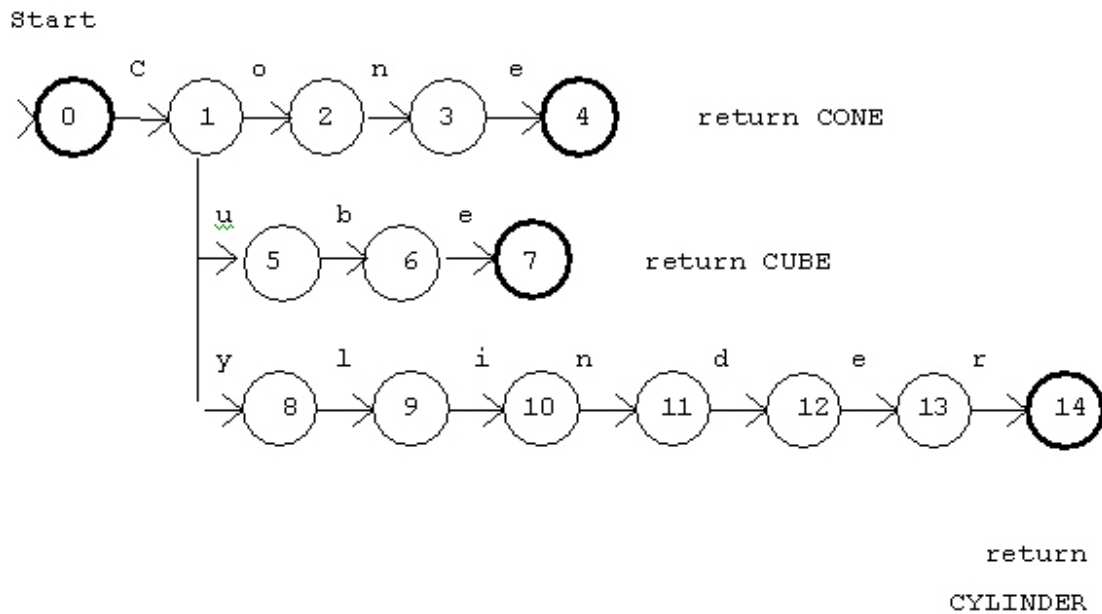 Start
C o n e
0 1 2 3 4 return CONE
u b e
5 6 7 return CUBE
y l i n d e r
8 9 10 11 12 13 14
return
CYLINDER